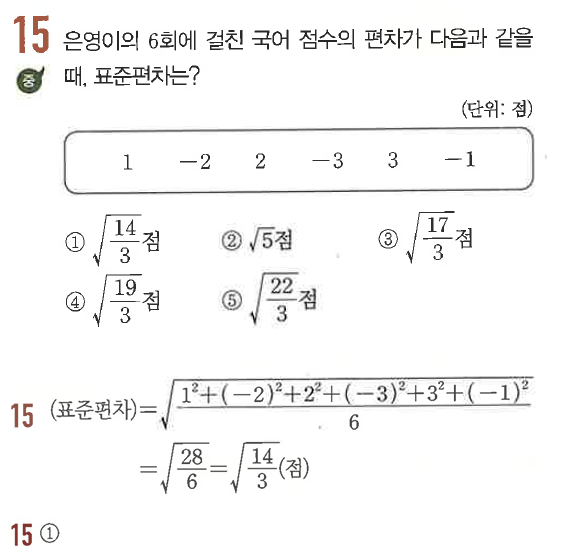 15 은영이의 6회에 걸친 국어 점수의 편차가 다음과 같을
중 때, 표준편차는?
(단위: 점)
1 −2 2 −3 3 −1
① √(14/3)점 ② √5점 ③ √(17/3)점
④ √(19/3)점 ⑤ √(22/3)점
15 (표준편차)=√((1²+(−2)²+2²+(−3)²+3²+(−1)²)/6)
=√(28/6)=√(14/3)(점)
15 ①